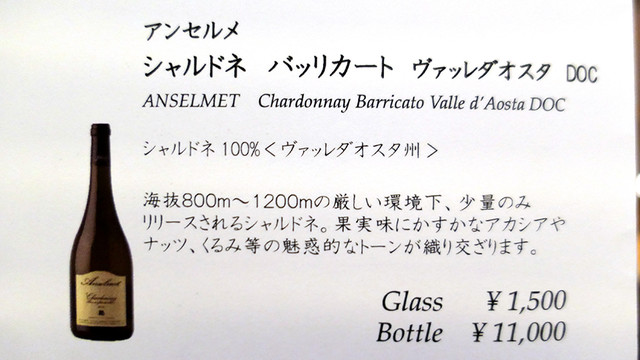 アンセルメ
シャルドネ　バッリカート　ヴァッレダオスタ DOC
ANSELMET　Chardonnay Barricato Valle d'Aosta DOC
シャルドネ 100%＜ヴァッレダオスタ州＞
海抜800m～1200mの厳しい環境下、少量のみ
リリースされるシャルドネ。果実味にかすかなアカシアや
ナッツ、くるみ等の魅惑的なトーンが織り交ざります。
Anselmet
Chardonnay
Glass　￥1,500
Bottle　￥11,000